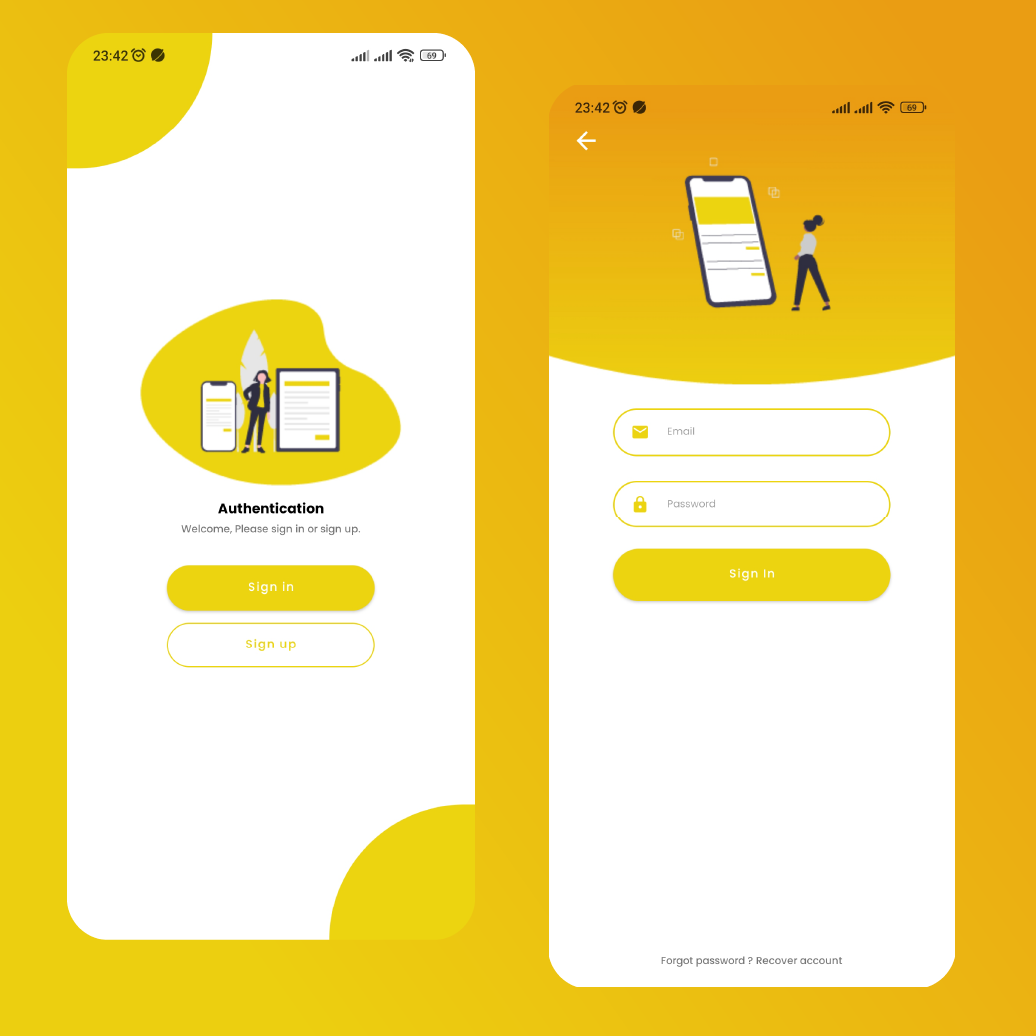 23:42
69
Authentication
Welcome, Please sign in or sign up.
Sign in
Sign up
23:42
69
Email
Password
Sign In
Forgot password ? Recover account